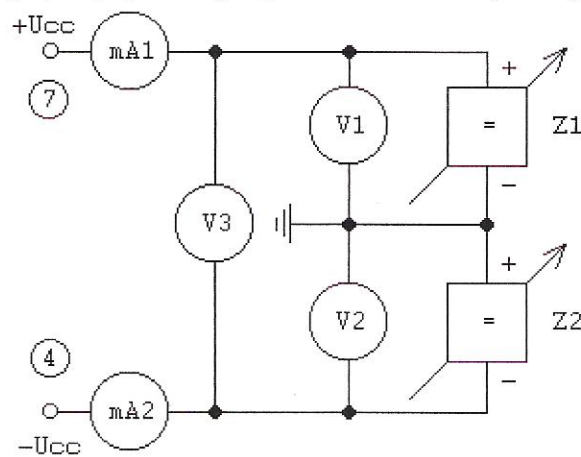 +Ucc
mA1
7
+
V1
=
Z1
−
V3
+
V2
=
Z2
4
−
mA2
−Ucc